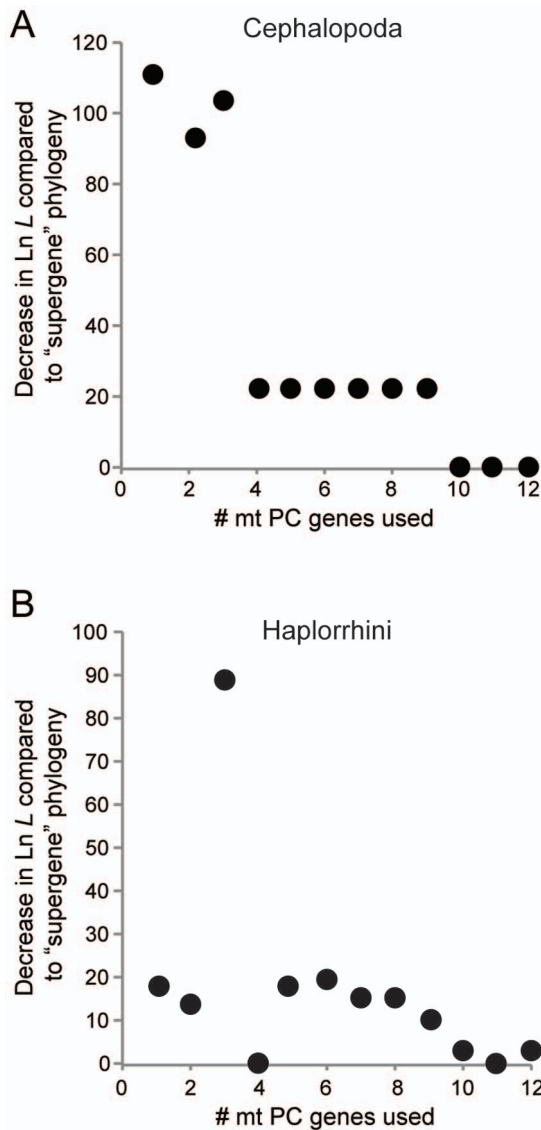 A
Cephalopoda
Decrease in Ln L compared
to “supergene” phylogeny
120
100
80
60
40
20
0
0 2 4 6 8 10 12
# mt PC genes used
B
Haplorrhini
Decrease in Ln L compared
to “supergene” phylogeny
100
90
80
70
60
50
40
30
20
10
0
0 2 4 6 8 10 12
# mt PC genes used